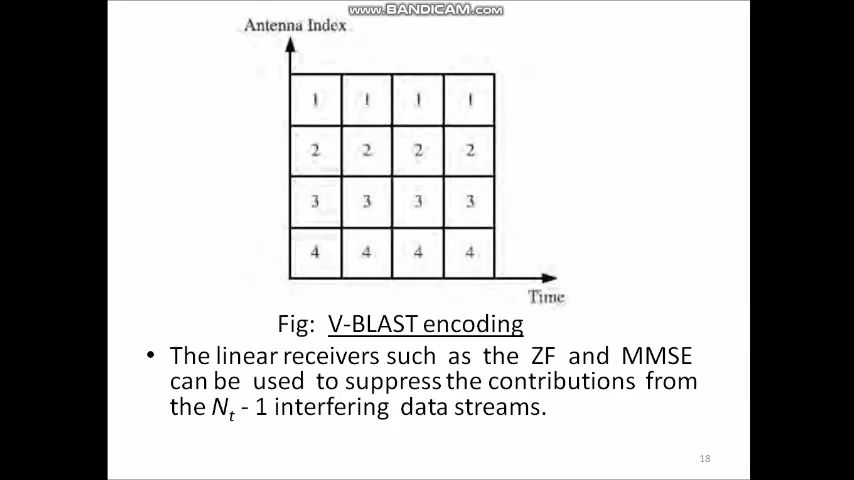 www.BANDICAM.com
Antenna Index
1 1 1 1
2 2 2 2
3 3 3 3
4 4 4 4
Time
Fig: V-BLAST encoding
• The linear receivers such as the ZF and MMSE
can be used to suppress the contributions from
the Nt - 1 interfering data streams.
18